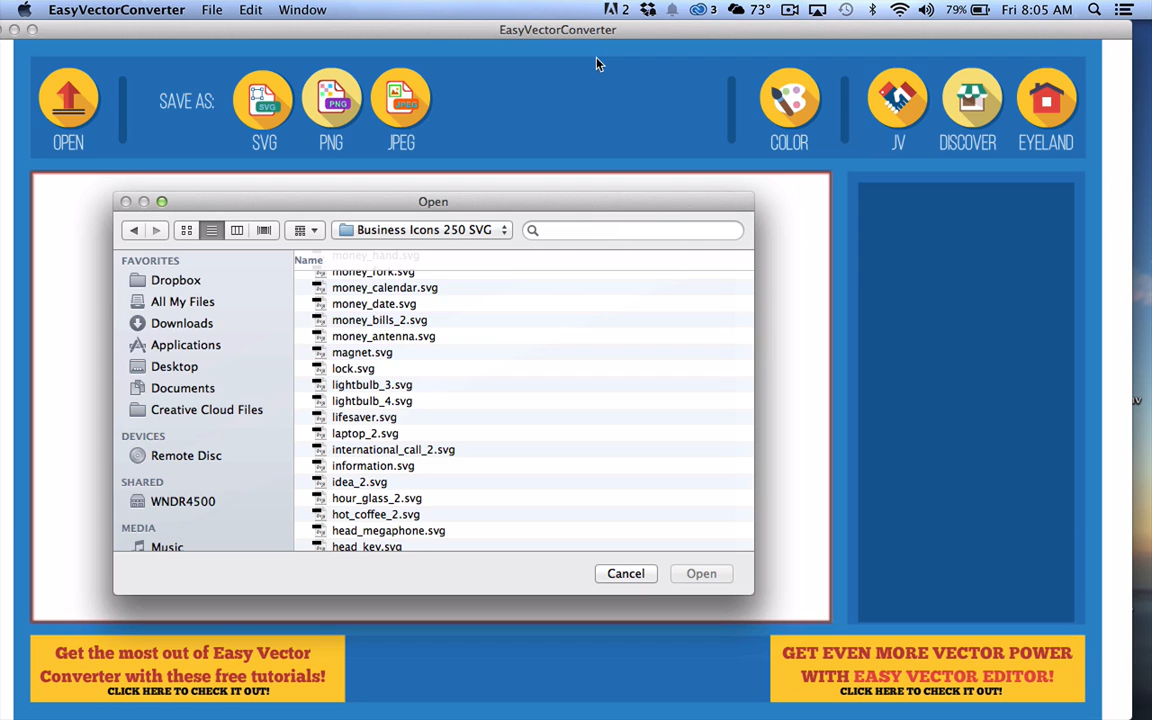 EasyVectorConverter File Edit Window 2 3 73° 79% Fri 8:05 AM
EasyVectorConverter
OPEN
SAVE AS:
SVG
SVG
PNG
PNG
JPEG
JPEG
COLOR
JV
DISCOVER
EYELAND
Open
Business Icons 250 SVG
FAVORITES
Dropbox
All My Files
Downloads
Applications
Desktop
Documents
Creative Cloud Files
DEVICES
Remote Disc
SHARED
WNDR4500
MEDIA
Music
Name
money_hand.svg
money_fork.svg
money_calendar.svg
money_date.svg
money_bills_2.svg
money_antenna.svg
magnet.svg
lock.svg
lightbulb_3.svg
lightbulb_4.svg
lifesaver.svg
laptop_2.svg
international_call_2.svg
information.svg
idea_2.svg
hour_glass_2.svg
hot_coffee_2.svg
head_megaphone.svg
head_key.svg
Cancel
Open
Get the most out of Easy Vector
Converter with these free tutorials!
CLICK HERE TO CHECK IT OUT!
GET EVEN MORE VECTOR POWER
WITH EASY VECTOR EDITOR!
CLICK HERE TO CHECK IT OUT!